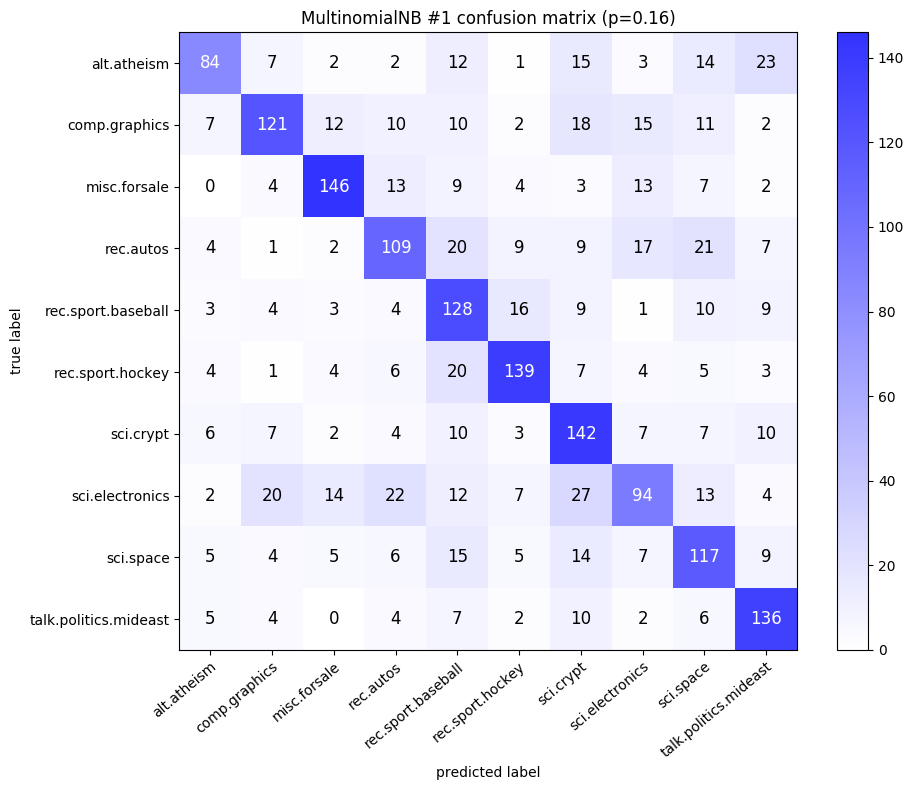 MultinomialNB #1 confusion matrix (p=0.16)
alt.atheism 84 7 2 2 12 1 15 3 14 23
comp.graphics 7 121 12 10 10 2 18 15 11 2
misc.forsale 0 4 146 13 9 4 3 13 7 2
rec.autos 4 1 2 109 20 9 9 17 21 7
rec.sport.baseball 3 4 3 4 128 16 9 1 10 9
rec.sport.hockey 4 1 4 6 20 139 7 4 5 3
sci.crypt 6 7 2 4 10 3 142 7 7 10
sci.electronics 2 20 14 22 12 7 27 94 13 4
sci.space 5 4 5 6 15 5 14 7 117 9
talk.politics.mideast 5 4 0 4 7 2 10 2 6 136
true label
alt.atheism comp.graphics misc.forsale rec.autos rec.sport.baseball rec.sport.hockey sci.crypt sci.electronics sci.space talk.politics.mideast
predicted label
140
120
100
80
60
40
20
0